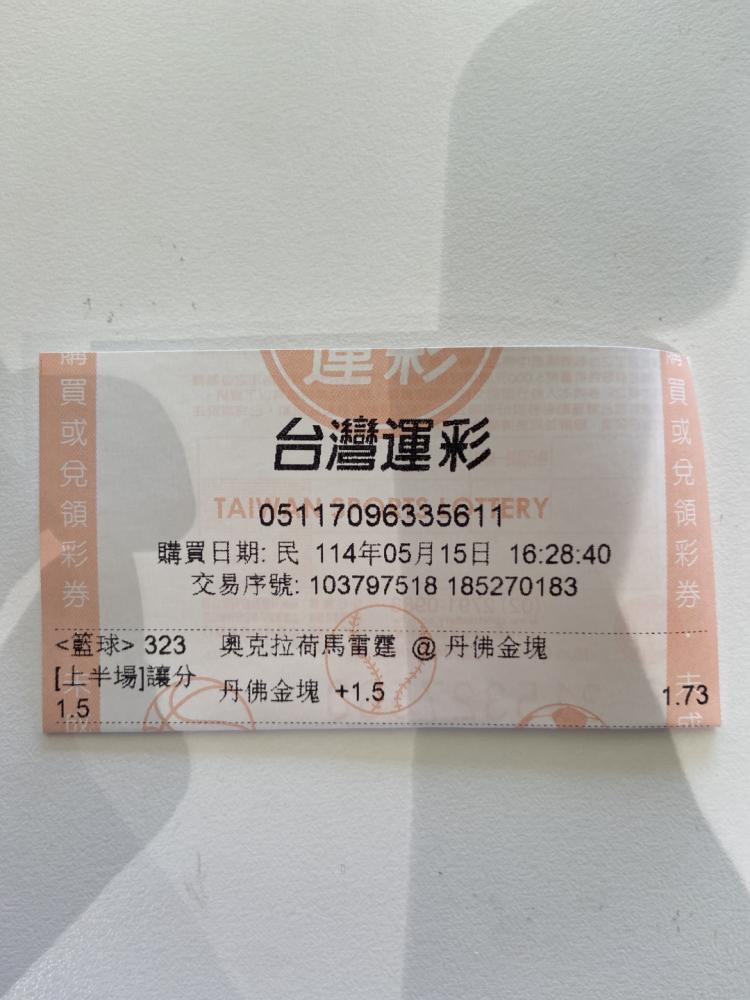 運彩
台灣運彩
TAIWAN SPORTS LOTTERY
05117096335611
購買日期: 民 114年05月15日 16:28:40
交易序號: 103797518 185270183
<籃球> 323 奧克拉荷馬雷霆 @ 丹佛金塊
[上半場]讓分
1.5
丹佛金塊 +1.5 1.73
購買或兌領彩券
購買或兌領彩券